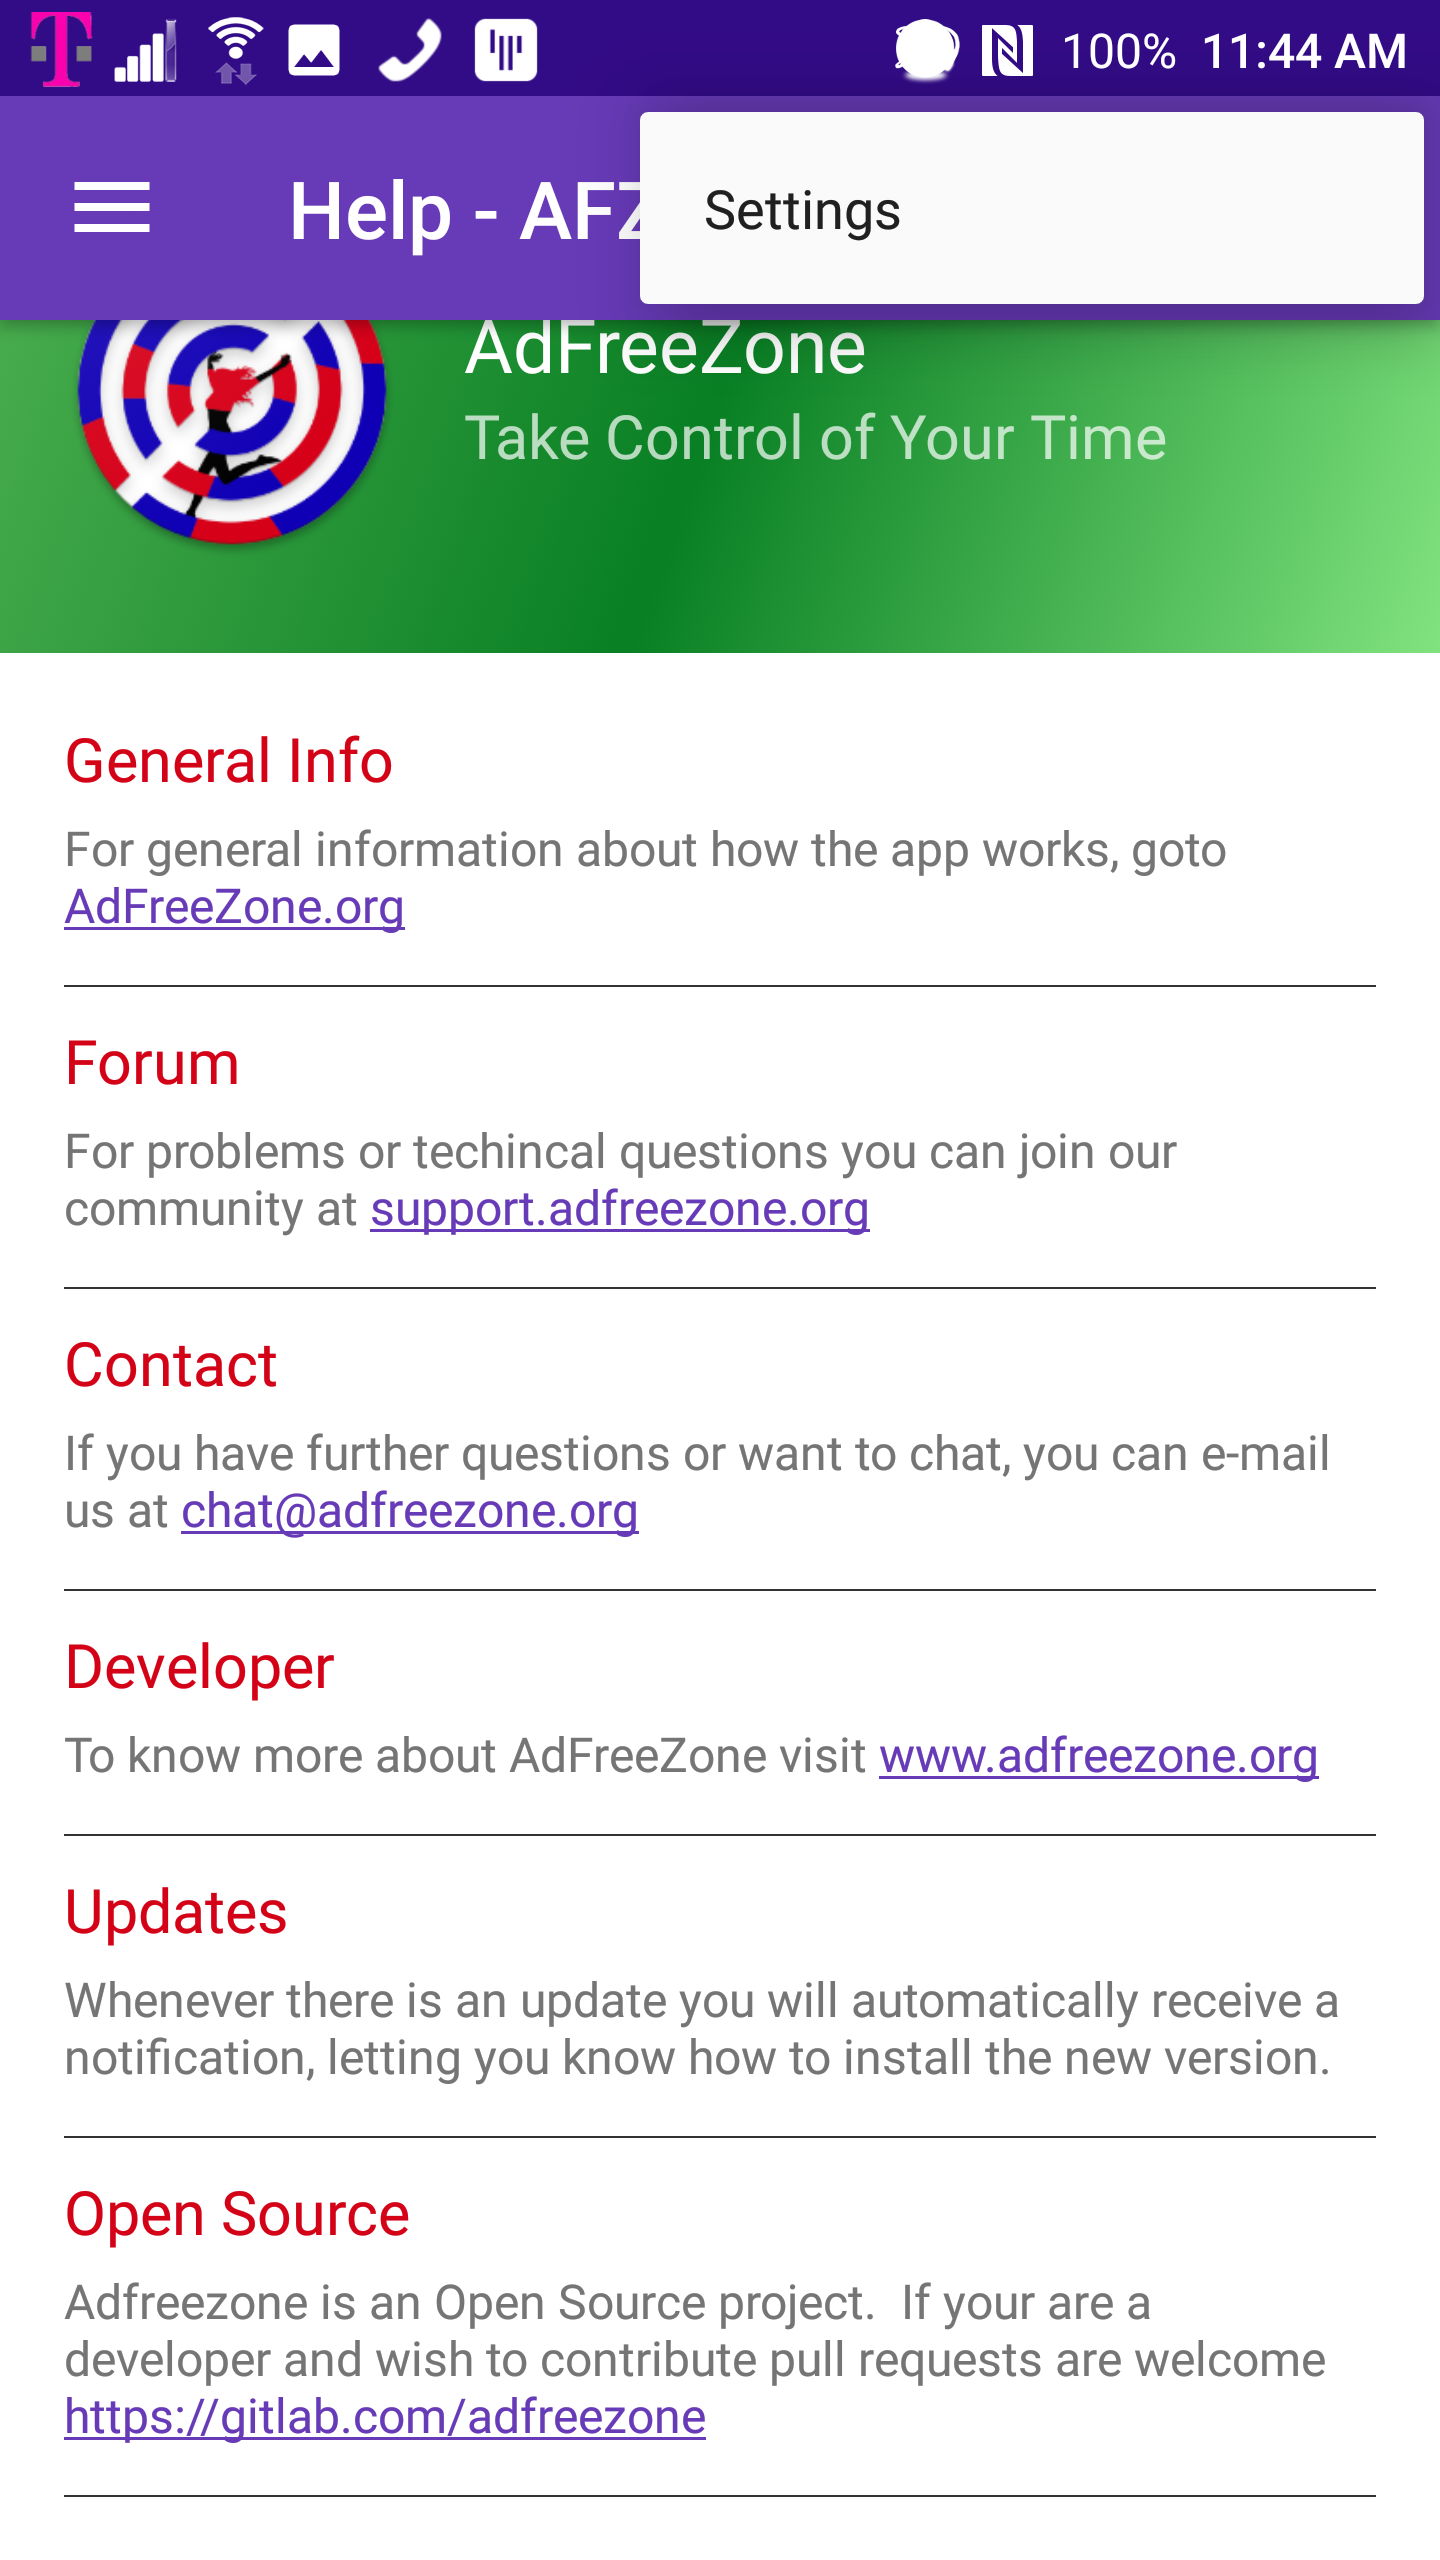 100% 11:44 AM
Help - AFZ
Settings
AdFreeZone
Take Control of Your Time
General Info
For general information about how the app works, goto
AdFreeZone.org
Forum
For problems or techincal questions you can join our
community at support.adfreezone.org
Contact
If you have further questions or want to chat, you can e-mail
us at chat@adfreezone.org
Developer
To know more about AdFreeZone visit www.adfreezone.org
Updates
Whenever there is an update you will automatically receive a
notification, letting you know how to install the new version.
Open Source
Adfreezone is an Open Source project.  If your are a
developer and wish to contribute pull requests are welcome
https://gitlab.com/adfreezone